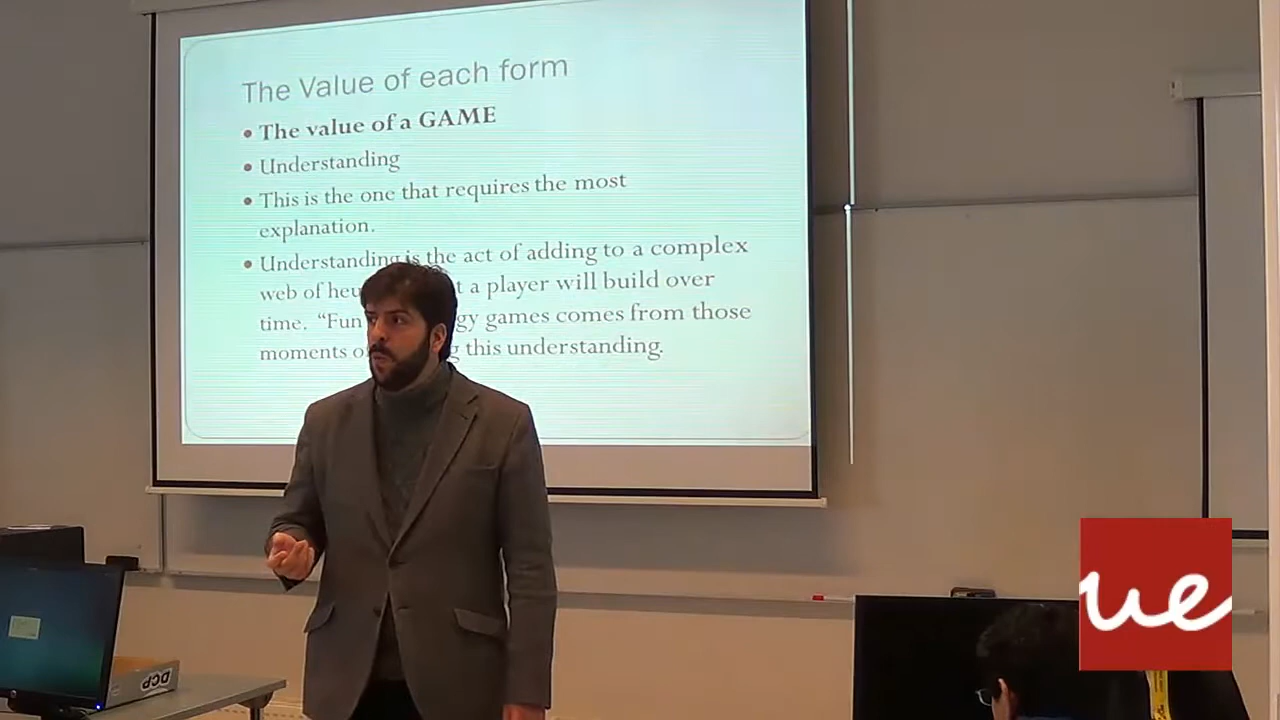 The Value of each form
The value of a GAME
Understanding
This is the one that requires the most
explanation.
Understanding is the act of adding to a complex
web of a player will build over
time. “Fun games comes from those
moments this understanding.
DCP
ue